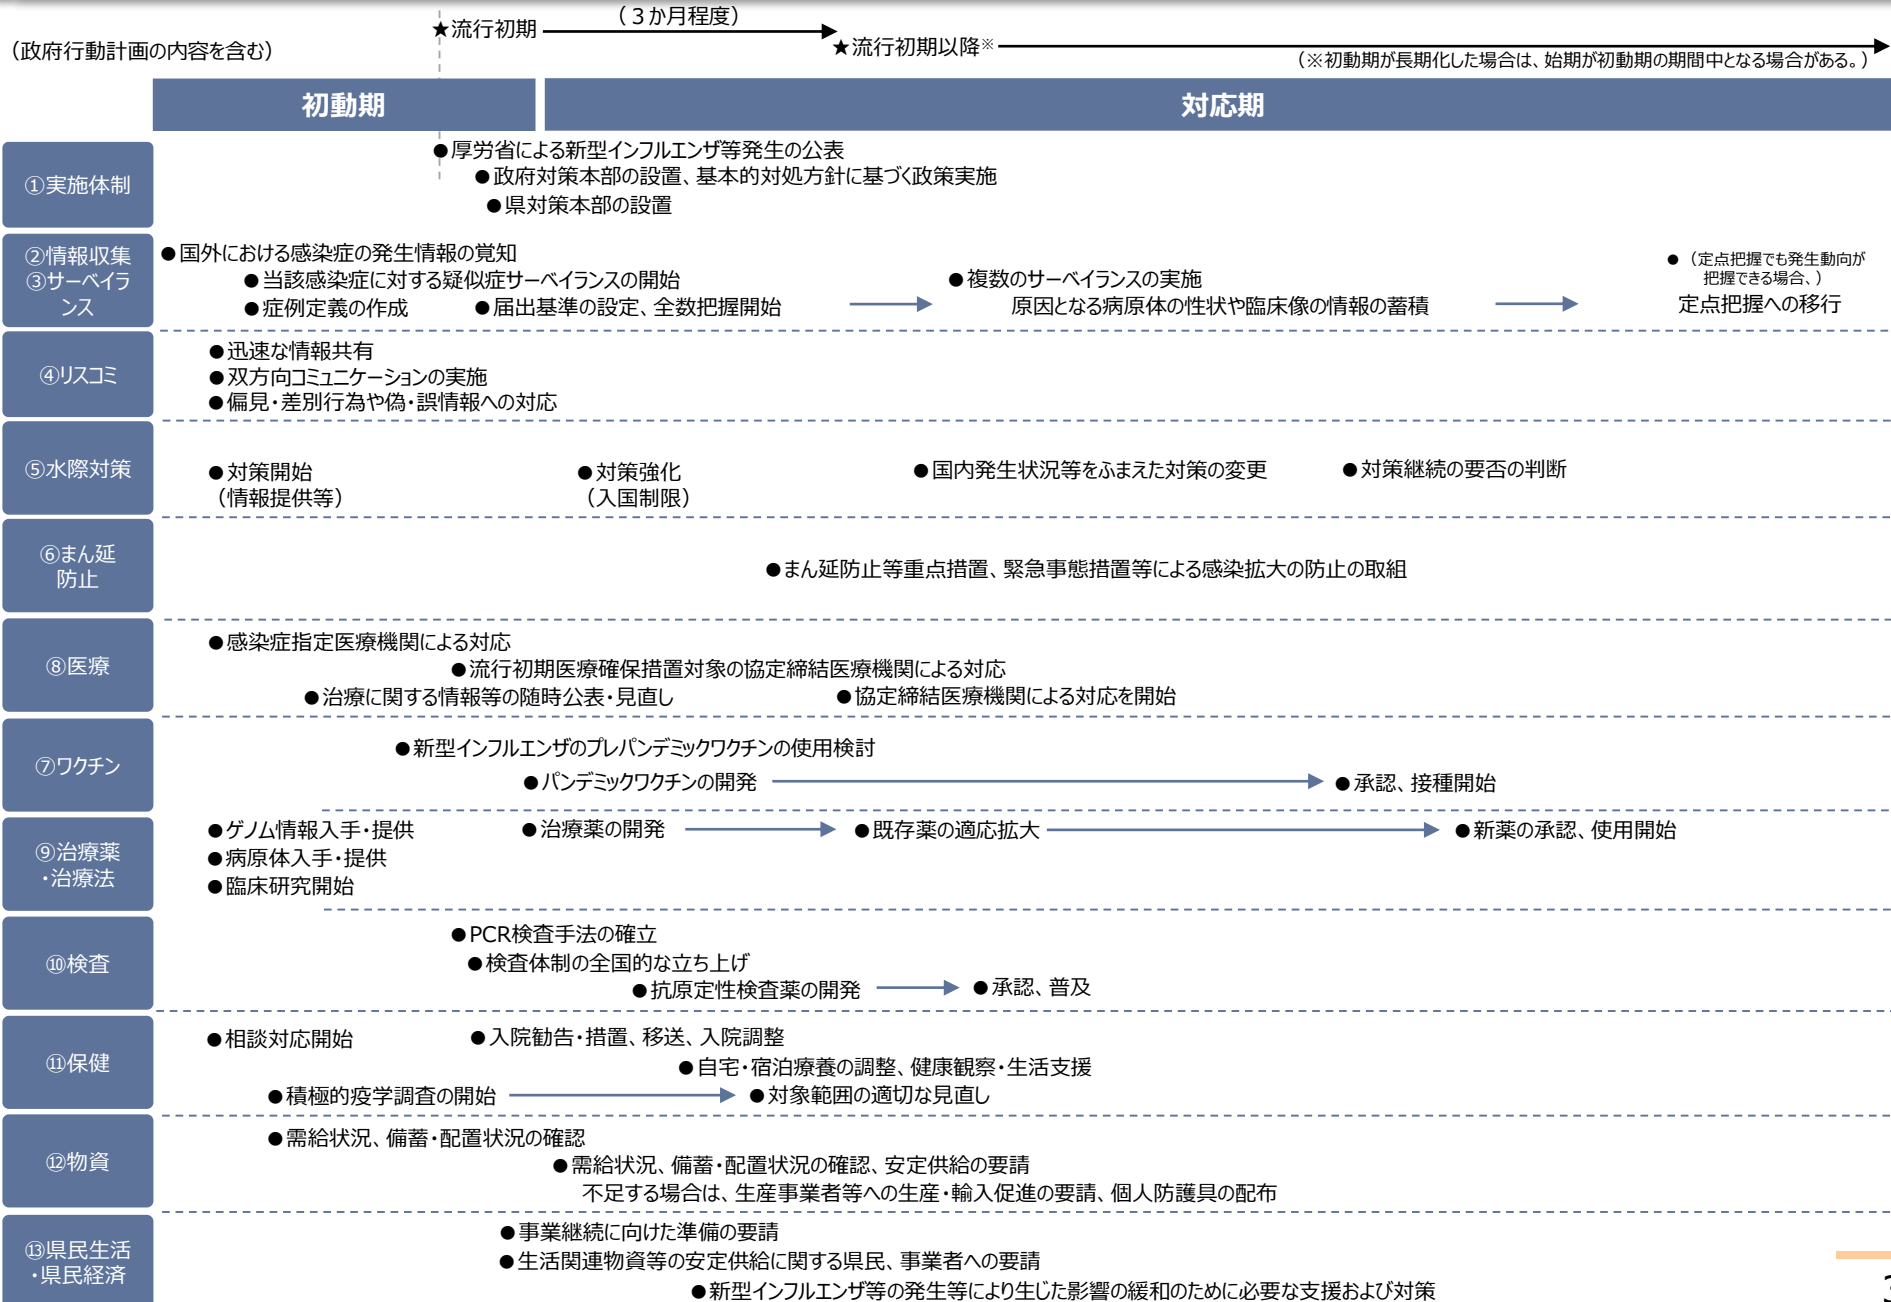 ★流行初期
（３か月程度）
★流行初期以降※
（政府行動計画の内容を含む）
（※初動期が長期化した場合は、始期が初動期の期間中となる場合がある。）
初動期
対応期
①実施体制
●厚労省による新型インフルエンザ等発生の公表
●政府対策本部の設置、基本的対処方針に基づく政策実施
●県対策本部の設置
②情報収集
③サーベイラ
ンス
●国外における感染症の発生情報の覚知
●当該感染症に対する疑似症サーベイランスの開始
●症例定義の作成
●届出基準の設定、全数把握開始
●複数のサーベイランスの実施
原因となる病原体の性状や臨床像の情報の蓄積
●（定点把握でも発生動向が
把握できる場合、）
定点把握への移行
④リスコミ
●迅速な情報共有
●双方向コミュニケーションの実施
●偏見・差別行為や偽・誤情報への対応
⑤水際対策
●対策開始
（情報提供等）
●対策強化
（入国制限）
●国内発生状況等をふまえた対策の変更
●対策継続の要否の判断
⑥まん延
防止
●まん延防止等重点措置、緊急事態措置等による感染拡大の防止の取組
⑧医療
●感染症指定医療機関による対応
●流行初期医療確保措置対象の協定締結医療機関による対応
●治療に関する情報等の随時公表・見直し
●協定締結医療機関による対応を開始
⑦ワクチン
●新型インフルエンザのプレパンデミックワクチンの使用検討
●パンデミックワクチンの開発
●承認、接種開始
⑨治療薬
・治療法
●ゲノム情報入手・提供
●治療薬の開発
●既存薬の適応拡大
●新薬の承認、使用開始
●病原体入手・提供
●臨床研究開始
⑩検査
●PCR検査手法の確立
●検査体制の全国的な立ち上げ
●抗原定性検査薬の開発
●承認、普及
⑪保健
●相談対応開始
●入院勧告・措置、移送、入院調整
●自宅・宿泊療養の調整、健康観察・生活支援
●積極的疫学調査の開始
●対象範囲の適切な見直し
⑫物資
●需給状況、備蓄・配置状況の確認
●需給状況、備蓄・配置状況の確認、安定供給の要請
不足する場合は、生産事業者等への生産・輸入促進の要請、個人防護具の配布
⑬県民生活
・県民経済
●事業継続に向けた準備の要請
●生活関連物資等の安定供給に関する県民、事業者への要請
●新型インフルエンザ等の発生等により生じた影響の緩和のために必要な支援および対策